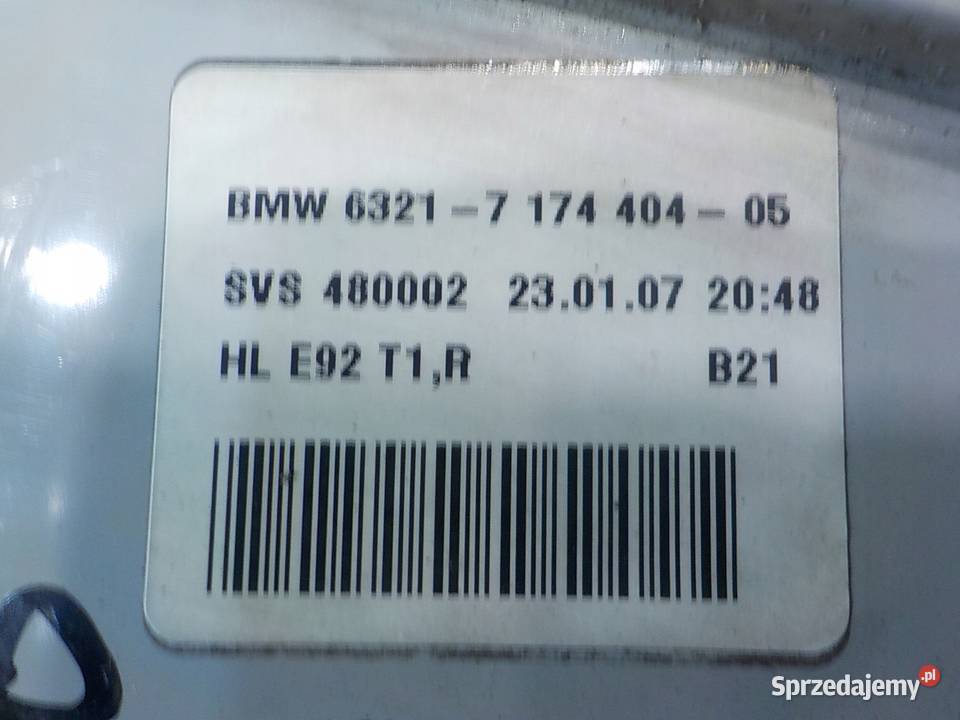 BMW 6321-7 174 404- 05
SVS 480002 23.01.07 20:48
HL E92 T1,R B21
Sprzedajemy.pl